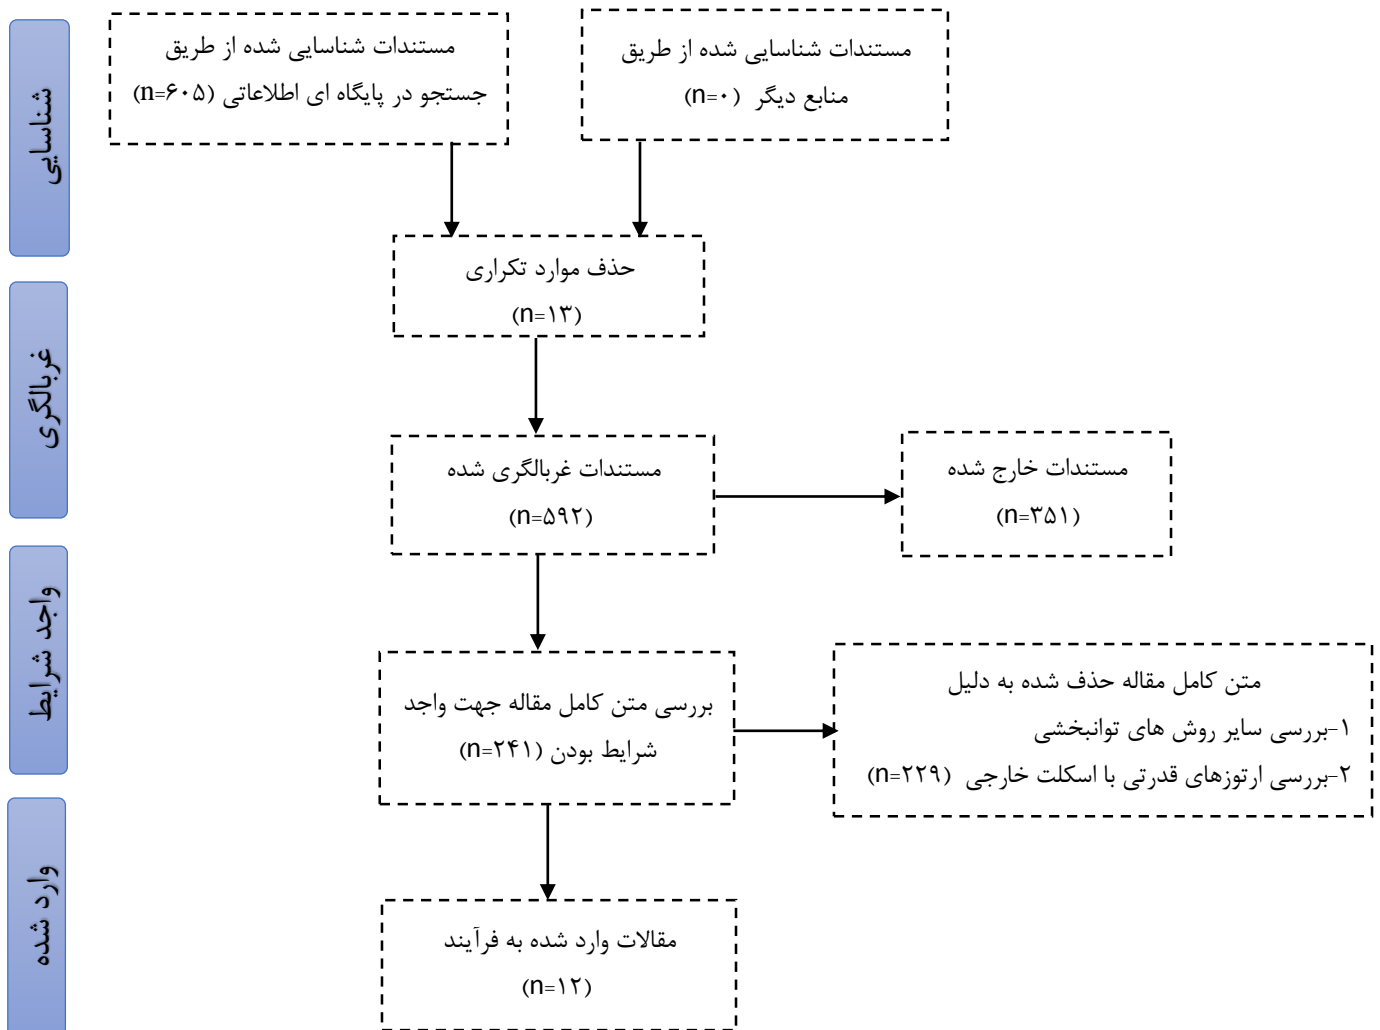 شناسایی
مستندات شناسایی شده از طریق
منابع دیگر (n=۰)
مستندات شناسایی شده از طریق
جستجو در پایگاه ای اطلاعاتی (n=۶۰۵)
حذف موارد تکراری
(n=۱۳)
غربالگری
مستندات غربالگری شده
(n=۵۹۲)
مستندات خارج شده
(n=۳۵۱)
واجد شرایط
بررسی متن کامل مقاله جهت واجد
شرایط بودن (n=۲۴۱)
متن کامل مقاله حذف شده به دلیل
۱-بررسی سایر روش های توانبخشی
۲-بررسی ارتوزهای قدرتی با اسکلت خارجی (n=۲۲۹)
وارد شده
مقالات وارد شده به فرآیند
(n=۱۲)